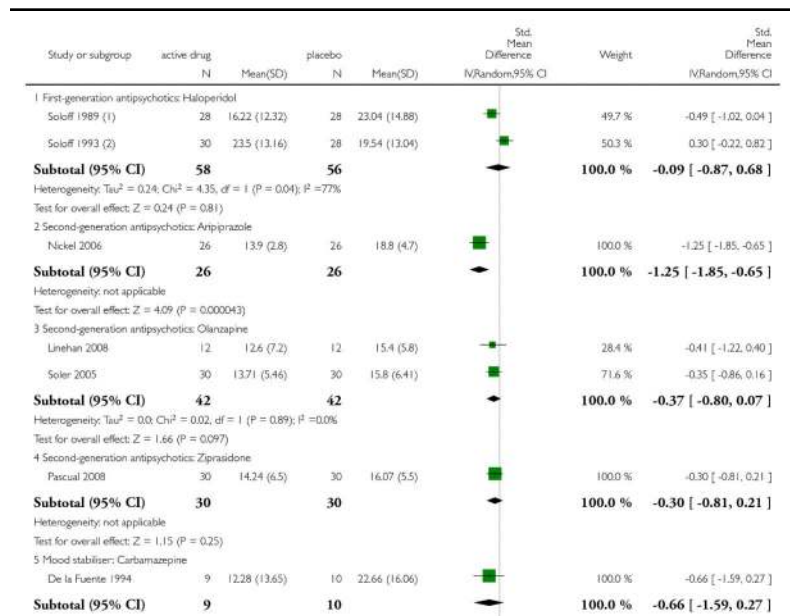 Study or subgroup active drug placebo Std. Mean Difference Weight Std. Mean Difference
N Mean(SD) N Mean(SD) IV,Random,95% CI IV,Random,95% CI
1 First-generation antipsychotics: Haloperidol
Soloff 1989 (1) 28 16.22 (12.32) 28 23.04 (14.88) 49.7 % -0.49 [ -1.02, 0.04 ]
Soloff 1993 (2) 30 23.5 (13.16) 28 19.54 (13.04) 50.3 % 0.30 [ -0.22, 0.82 ]
Subtotal (95% CI) 58 56 100.0 % -0.09 [ -0.87, 0.68 ]
Heterogeneity: Tau² = 0.24; Chi² = 4.35, df = 1 (P = 0.04); I² =77%
Test for overall effect: Z = 0.24 (P = 0.81)
2 Second-generation antipsychotics: Aripiprazole
Nickel 2006 26 13.9 (2.8) 26 18.8 (4.7) 100.0 % -1.25 [ -1.85, -0.65 ]
Subtotal (95% CI) 26 26 100.0 % -1.25 [ -1.85, -0.65 ]
Heterogeneity: not applicable
Test for overall effect: Z = 4.09 (P = 0.000043)
3 Second-generation antipsychotics: Olanzapine
Linehan 2008 12 12.6 (7.2) 12 15.4 (5.8) 28.4 % -0.41 [ -1.22, 0.40 ]
Soler 2005 30 13.71 (5.46) 30 15.8 (6.41) 71.6 % -0.35 [ -0.86, 0.16 ]
Subtotal (95% CI) 42 42 100.0 % -0.37 [ -0.80, 0.07 ]
Heterogeneity: Tau² = 0.0; Chi² = 0.02, df = 1 (P = 0.89); I² =0.0%
Test for overall effect: Z = 1.66 (P = 0.097)
4 Second-generation antipsychotics: Ziprasidone
Pascual 2008 30 14.24 (6.5) 30 16.07 (5.5) 100.0 % -0.30 [ -0.81, 0.21 ]
Subtotal (95% CI) 30 30 100.0 % -0.30 [ -0.81, 0.21 ]
Heterogeneity: not applicable
Test for overall effect: Z = 1.15 (P = 0.25)
5 Mood stabiliser: Carbamazepine
De la Fuente 1994 9 12.28 (13.65) 10 22.66 (16.06) 100.0 % -0.66 [ -1.59, 0.27 ]
Subtotal (95% CI) 9 10 100.0 % -0.66 [ -1.59, 0.27 ]